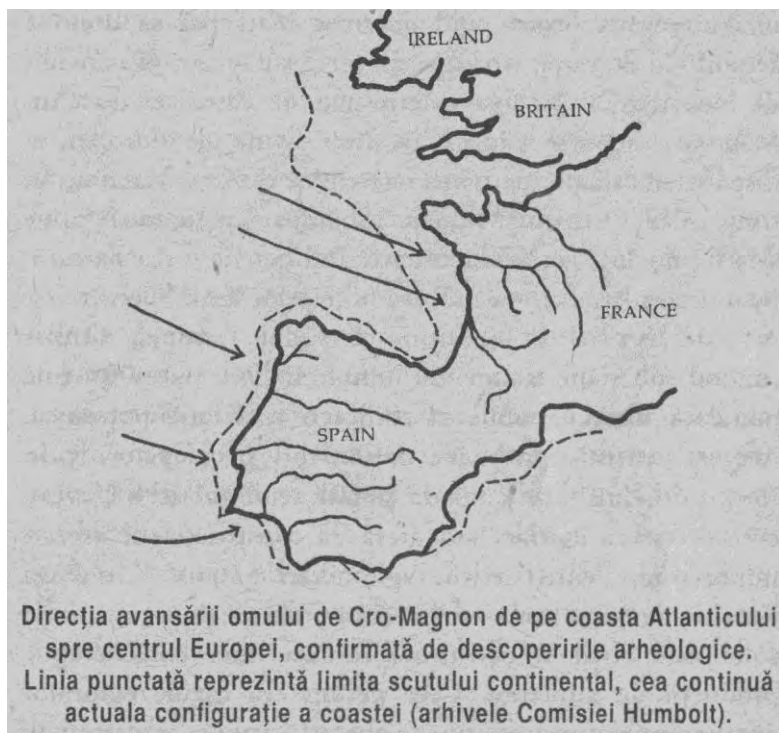 IRELAND
BRITAIN
FRANCE
SPAIN
Direcția avansării omului de Cro-Magnon de pe coasta Atlanticului
spre centrul Europei, confirmată de descoperirile arheologice.
Linia punctată reprezintă limita scutului continental, cea continuă
actuala configurație a coastei (arhivele Comisiei Humbolt).